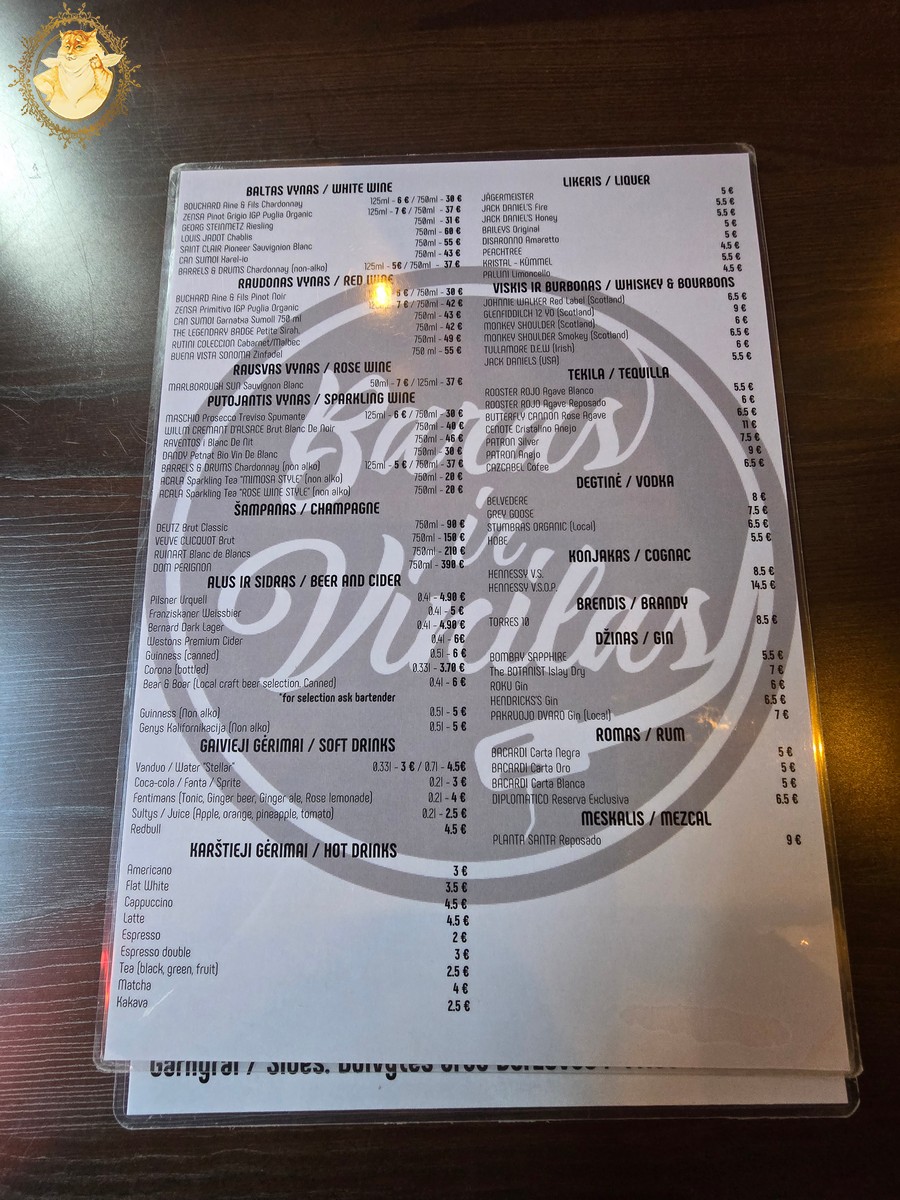 BALTAS VYNAS / WHITE WINE
BOUCHARD Aine & Fils Chardonnay 125ml - 6 € / 750ml - 30 €
ZENSA Pinot Grigio IGP Puglia Organic 125ml - 7 € / 750ml - 37 €
GEORG STEINMETZ Riesling 750ml - 31 €
LOUIS JADOT Chablis 750ml - 60 €
SAINT CLAIR Pioneer Sauvignon Blanc 750ml - 55 €
CAN SUMOI Xarel-lo 750ml - 43 €
BARRELS & DRUMS Chardonnay (non-alko) 125ml - 5€ / 750ml - 37 €
RAUDONAS VYNAS / RED WINE
BUCHARD Aine & Fils Pinot Noir 6 € / 750ml - 30 €
ZENSA Primitivo IGP Puglia Organic 7 € / 750ml - 42 €
CAN SUMOI Garnatxa Sumoll 750 ml 750ml - 43 €
THE LEGENDARY BADGE Petite Sirah. 750ml - 42 €
RUTINI COLECCION Cabarnet/Malbec 750ml - 49 €
BUENA VISTA SONOMA Zinfadel 750 ml - 55 €
RAUSVAS VYNAS / ROSE WINE
MARLBOROUGH SUN Sauvignon Blanc 50ml - 7 € / 125ml - 37 €
PUTOJANTIS VYNAS / SPARKLING WINE
MASCHIO Prosecco Treviso Spumante 125ml - 6 € / 750ml - 30 €
WILLM CREMANT D'ALSACE Brut Blanc De Noir 750ml - 40 €
RAVENTOS i Blanc De Nit 750ml - 46 €
DANDY Petnat Bio Vin De Blanc 750ml - 30 €
BARRELS & DRUMS Chardonnay (non alko) 125ml - 5 € / 750ml - 37 €
ACALA Sparkling Tea "MIMOSA STYLE" (non alko) 750ml - 20 €
ACALA Sparkling Tea "ROSE WINE STYLE" (non alko) 750ml - 20 €
ŠAMPANAS / CHAMPAGNE
DEUTZ Brut Classic 750ml - 90 €
VEUVE CLICQUOT Brut 750ml - 150 €
RUINART Blanc de Blancs 750ml - 210 €
DOM PERIGNON 750ml - 390 €
ALUS IR SIDRAS / BEER AND CIDER
Pilsner Urquell 0.4l - 4.90 €
Franziskaner Weissbier 0.4l - 5 €
Bernard Dark Lager 0.4l - 4.90 €
Westons Premium Cider 0.4l - 6€
Guinness (canned) 0.5l - 6 €
Corona (bottled) 0.33l - 3.70 €
Bear & Boar (Local craft beer selection. Canned) 0.4l - 6 €
*for selection ask bartender
Guinness (Non alko) 0.5l - 5 €
Genys Kalifornikacija (Non alko) 0.5l - 5 €
GAIVIEJI GĖRIMAI / SOFT DRINKS
Vanduo / Water "Stellar" 0.33l - 3 € / 0.7l - 4.5€
Coca-cola / Fanta / Sprite 0.2l - 3 €
Fentimans (Tonic, Ginger beer, Ginger ale, Rose lemonade) 0.2l - 4 €
Sultys / Juice (Apple, orange, pineapple, tomato) 0.2l - 2.5 €
Redbull 4.5 €
KARŠTIEJI GĖRIMAI / HOT DRINKS
Americano 3 €
Flat White 3.5 €
Cappuccino 4.5 €
Latte 4.5 €
Espresso 2 €
Espresso double 3 €
Tea (black, green, fruit) 2.5 €
Matcha 4 €
Kakava 2.5 €
LIKERIS / LIQUER
JÄGERMEISTER 5 €
JACK DANIEL'S Fire 5.5 €
JACK DANIEL'S Honey 5.5 €
BAILEYS Original 5 €
DISARONNO Amaretto 5 €
PEACHTREE 4.5 €
KRISTAL - KÜMMEL 5.5 €
PALLINI Limoncello 4.5 €
VISKIS IR BURBONAS / WHISKEY & BOURBONS
JOHNNIE WALKER Red Label (Scotland) 6.5 €
GLENFIDDILCH 12 YO (Scotland) 9 €
MONKEY SHOULDER (Scotland) 6 €
MONKEY SHOULDER Smokey (Scotland) 6.5 €
TULLAMORE D.E.W (Irish) 6 €
JACK DANIELS (USA) 5.5 €
TEKILA / TEQUILLA
ROOSTER ROJO Agave Blanco 5.5 €
ROOSTER ROJO Agave Reposado 6 €
BUTTERFLY CANNON Rose Agave 6.5 €
CENOTE Cristalino Anejo 11 €
PATRON Silver 7.5 €
PATRON Anejo 9 €
CAZCABEL Cofee 6.5 €
DEGTINĖ / VODKA
BELVEDERE 8 €
GREY GOOSE 7.5 €
STUMBRAS ORGANIC (Local) 6.5 €
HOBE 5.5 €
KONJAKAS / COGNAC
HENNESSY V.S. 8.5 €
HENNESSY V.S.O.P. 14.5 €
BRENDIS / BRANDY
TORRES 10 8.5 €
DŽINAS / GIN
BOMBAY SAPPHIRE 5.5 €
The BOTANIST Islay Dry 7 €
ROKU Gin 6 €
HENDRICKS'S Gin 6.5 €
PAKRUOJO DVARO Gin (Local) 7 €
ROMAS / RUM
BACARDI Carta Negra 5 €
BACARDI Carta Oro 5 €
BACARDI Carta Blanca 5 €
DIPLOMATICO Reserva Exclusiva 6.5 €
MESKALIS / MEZCAL
PLANTA SANTA Reposado 9 €
Baras
ir
Virilas
Garnyrai / Sides.